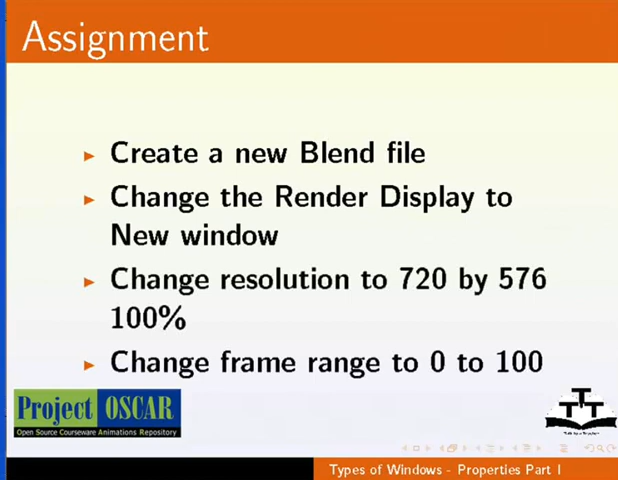 Assignment
Create a new Blend file
Change the Render Display to
New window
Change resolution to 720 by 576
100%
Change frame range to 0 to 100
Project OSCAR
Open Source Courseware Animations Repository
Types of Windows - Properties Part I